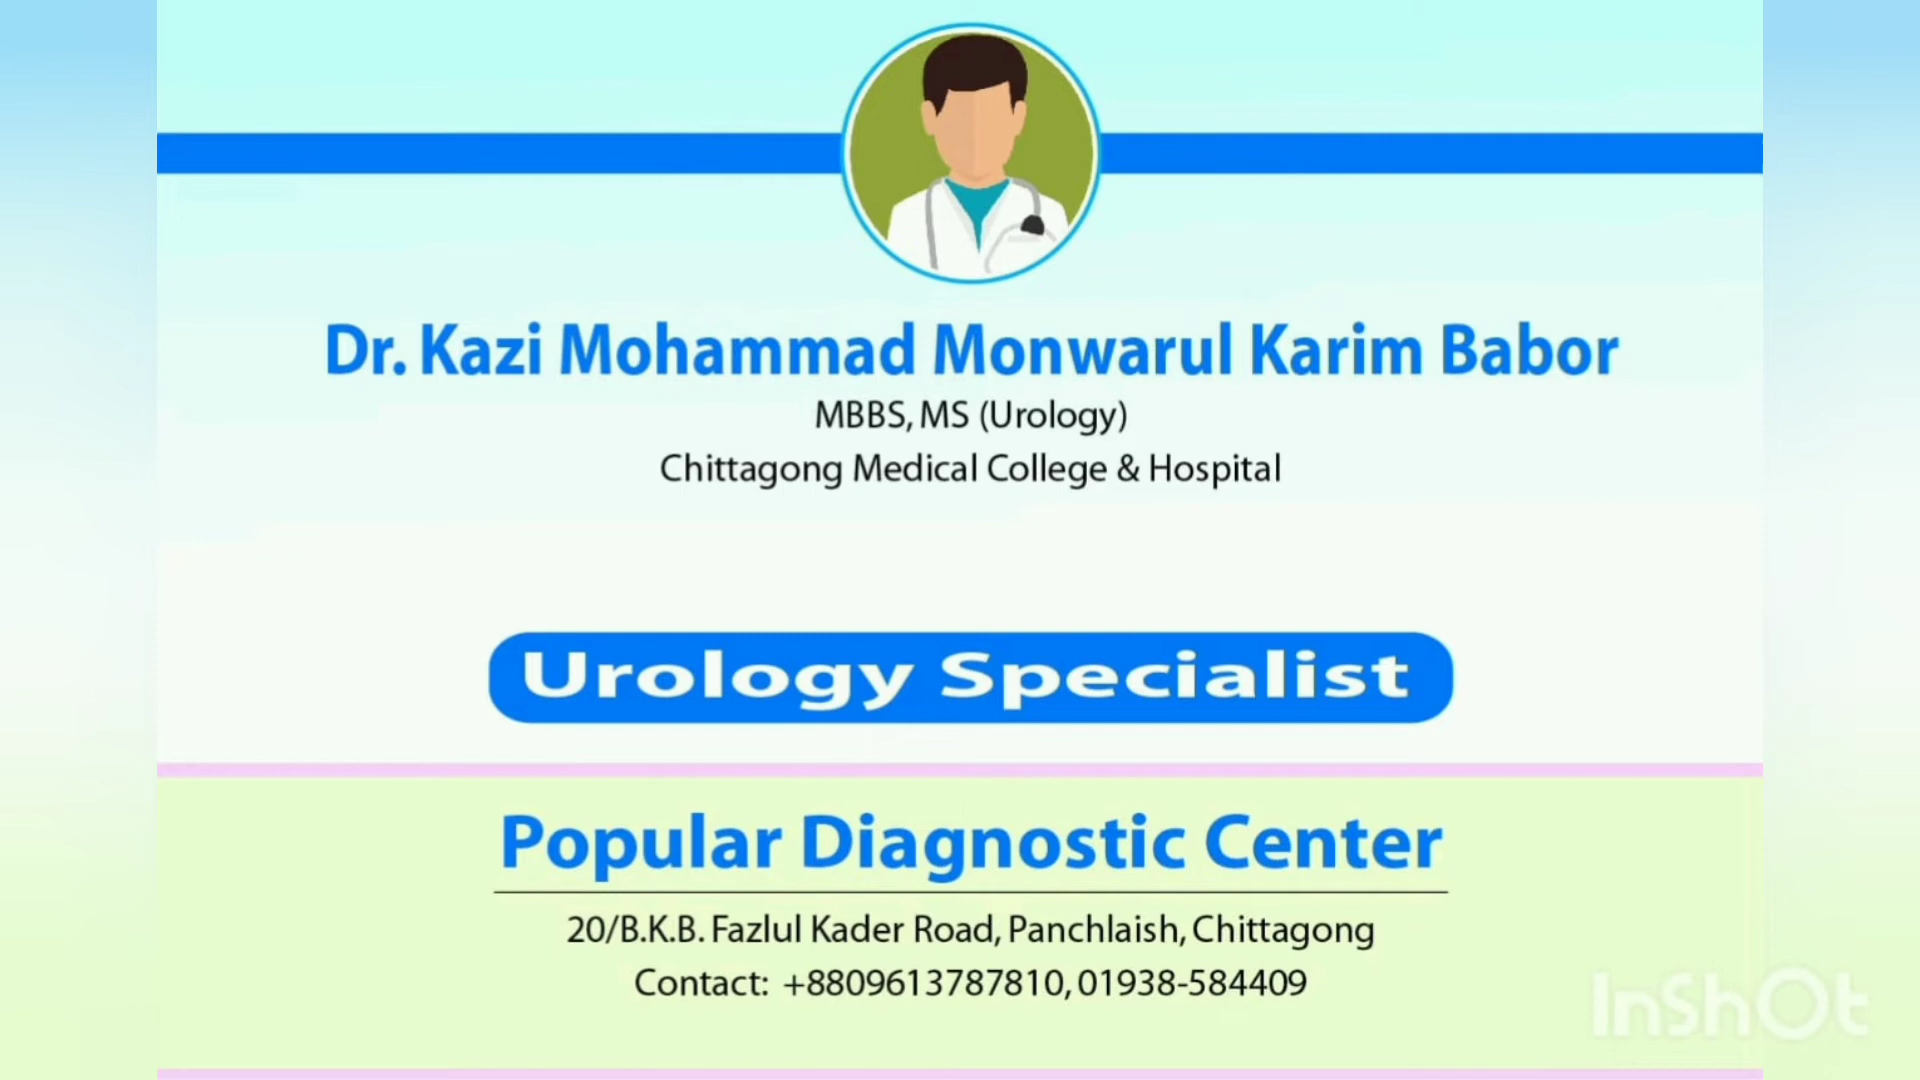 Dr. Kazi Mohammad Monwarul Karim Babor
MBBS, MS (Urology)
Chittagong Medical College & Hospital
Urology Specialist
Popular Diagnostic Center
20/B.K.B. Fazlul Kader Road, Panchlaish, Chittagong
Contact: +8809613787810, 01938-584409
InShOt